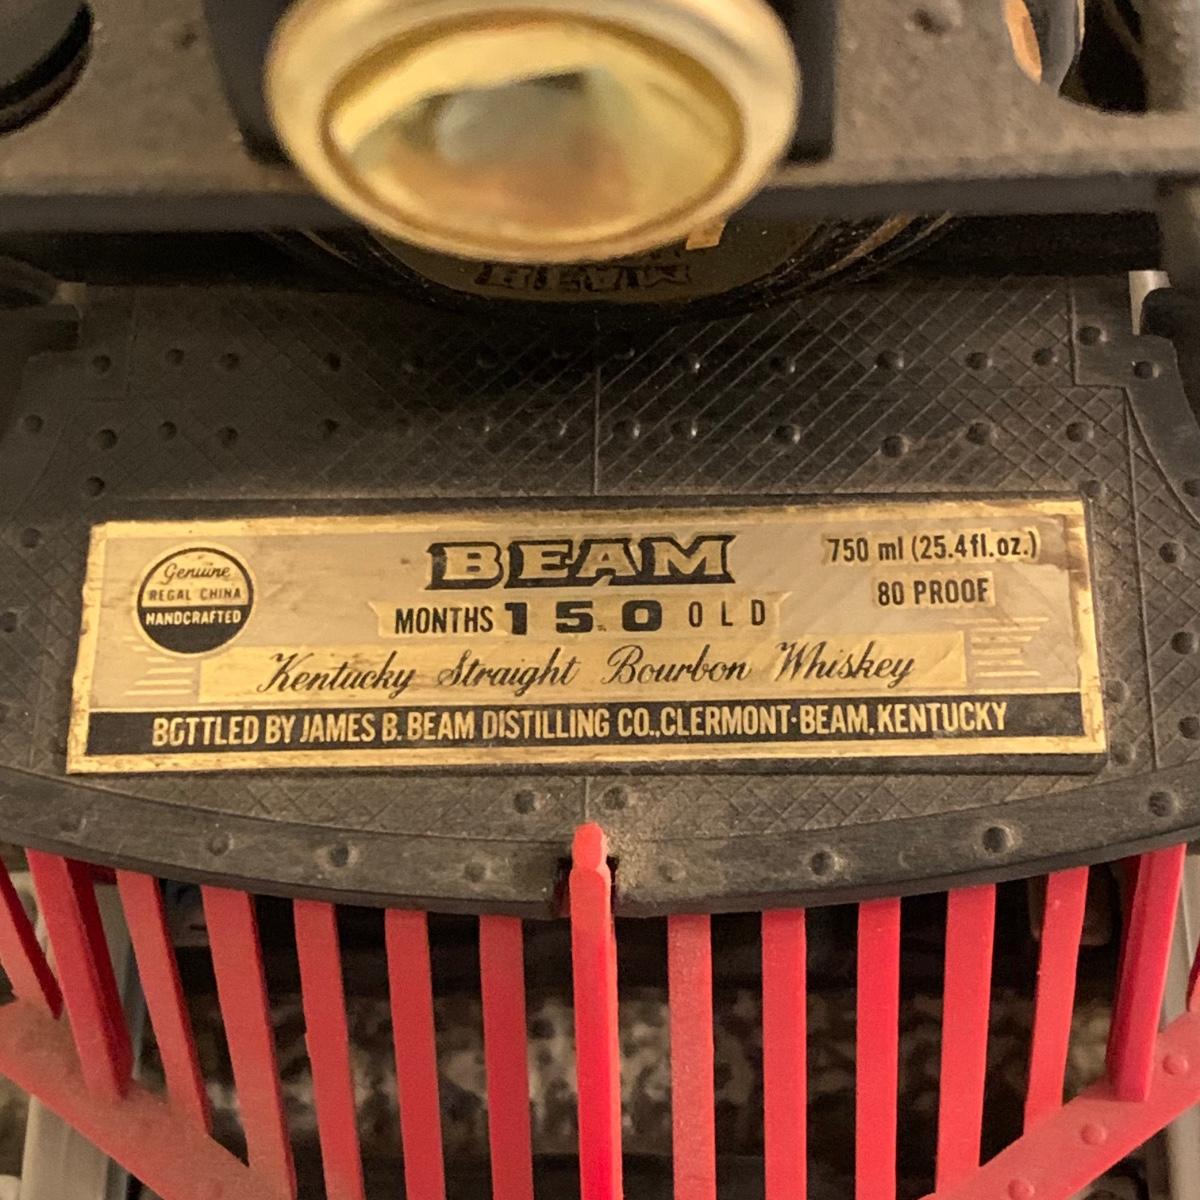 BEAM
Genuine
REGAL CHINA
HANDCRAFTED
BEAM
750 ml (25.4 fl. oz.)
80 PROOF
MONTHS 150 OLD
Kentucky Straight Bourbon Whiskey
BOTTLED BY JAMES B. BEAM DISTILLING CO., CLERMONT·BEAM, KENTUCKY